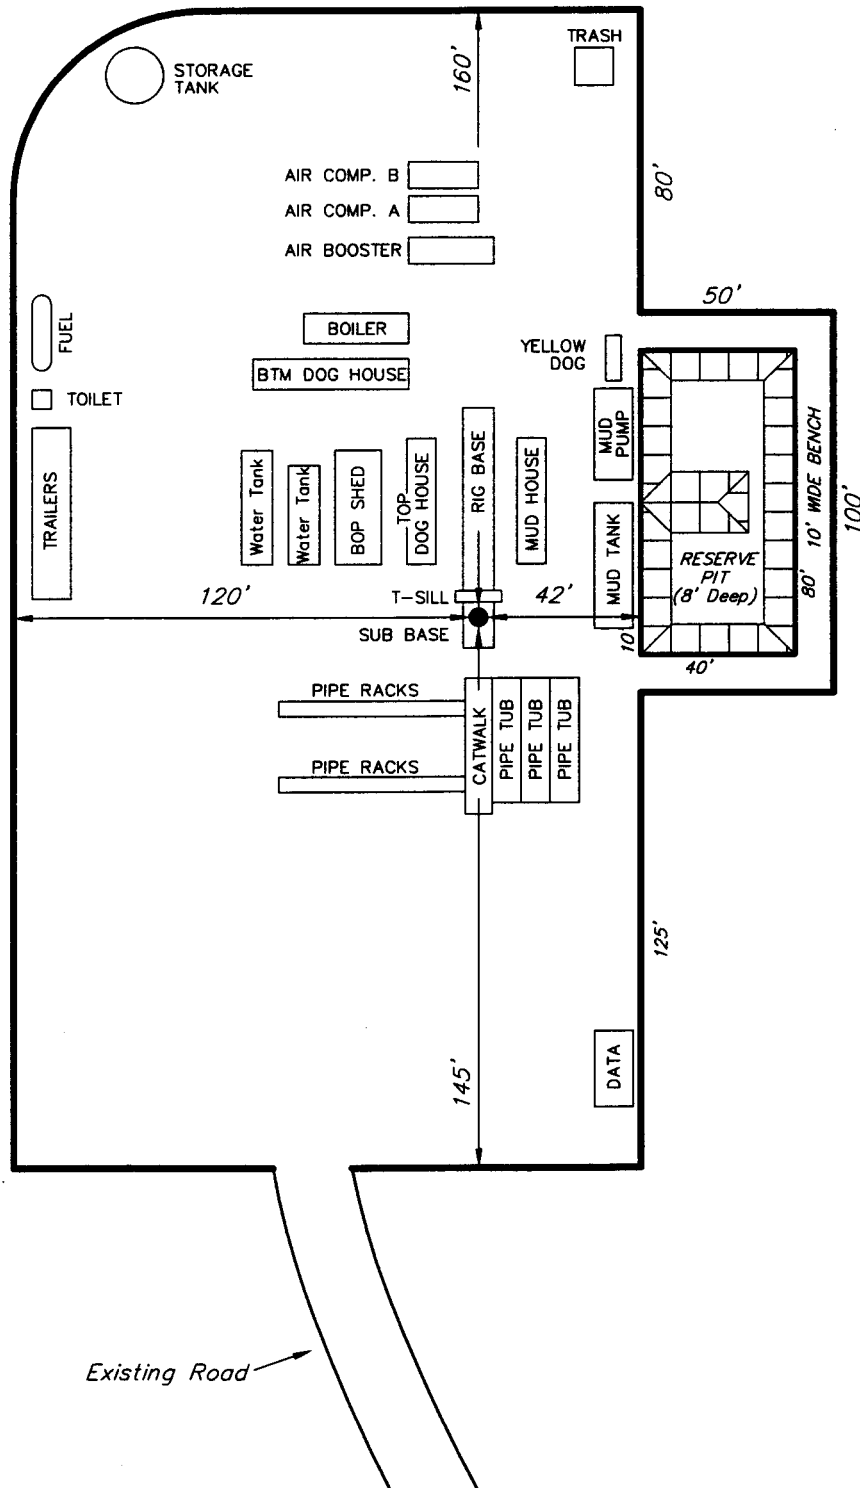 TRASH
STORAGE
TANK
160'
AIR COMP. B
AIR COMP. A
AIR BOOSTER
80'
50'
FUEL
BOILER
YELLOW
DOG
BTM DOG HOUSE
TOILET
TRAILERS
Water Tank
Water Tank
BOP SHED
TOP
DOG HOUSE
RIG BASE
MUD HOUSE
MUD
PUMP
MUD TANK
RESERVE
PIT
(8' Deep)
80'
10' WIDE BENCH
100'
120'
T-SILL
42'
SUB BASE
10'
40'
PIPE RACKS
PIPE RACKS
CATWALK
PIPE TUB
PIPE TUB
PIPE TUB
125'
145'
DATA
Existing Road